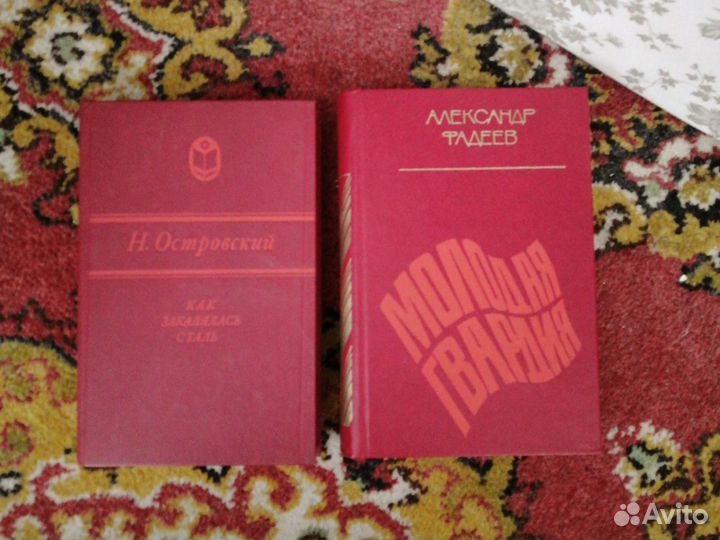 Н. Островский
КАК
ЗАКАЛЯЛАСЬ
СТАЛЬ
АЛЕКСАНДР
ФАДЕЕВ
МОЛОДАЯ
ГВАРДИЯ
Avito